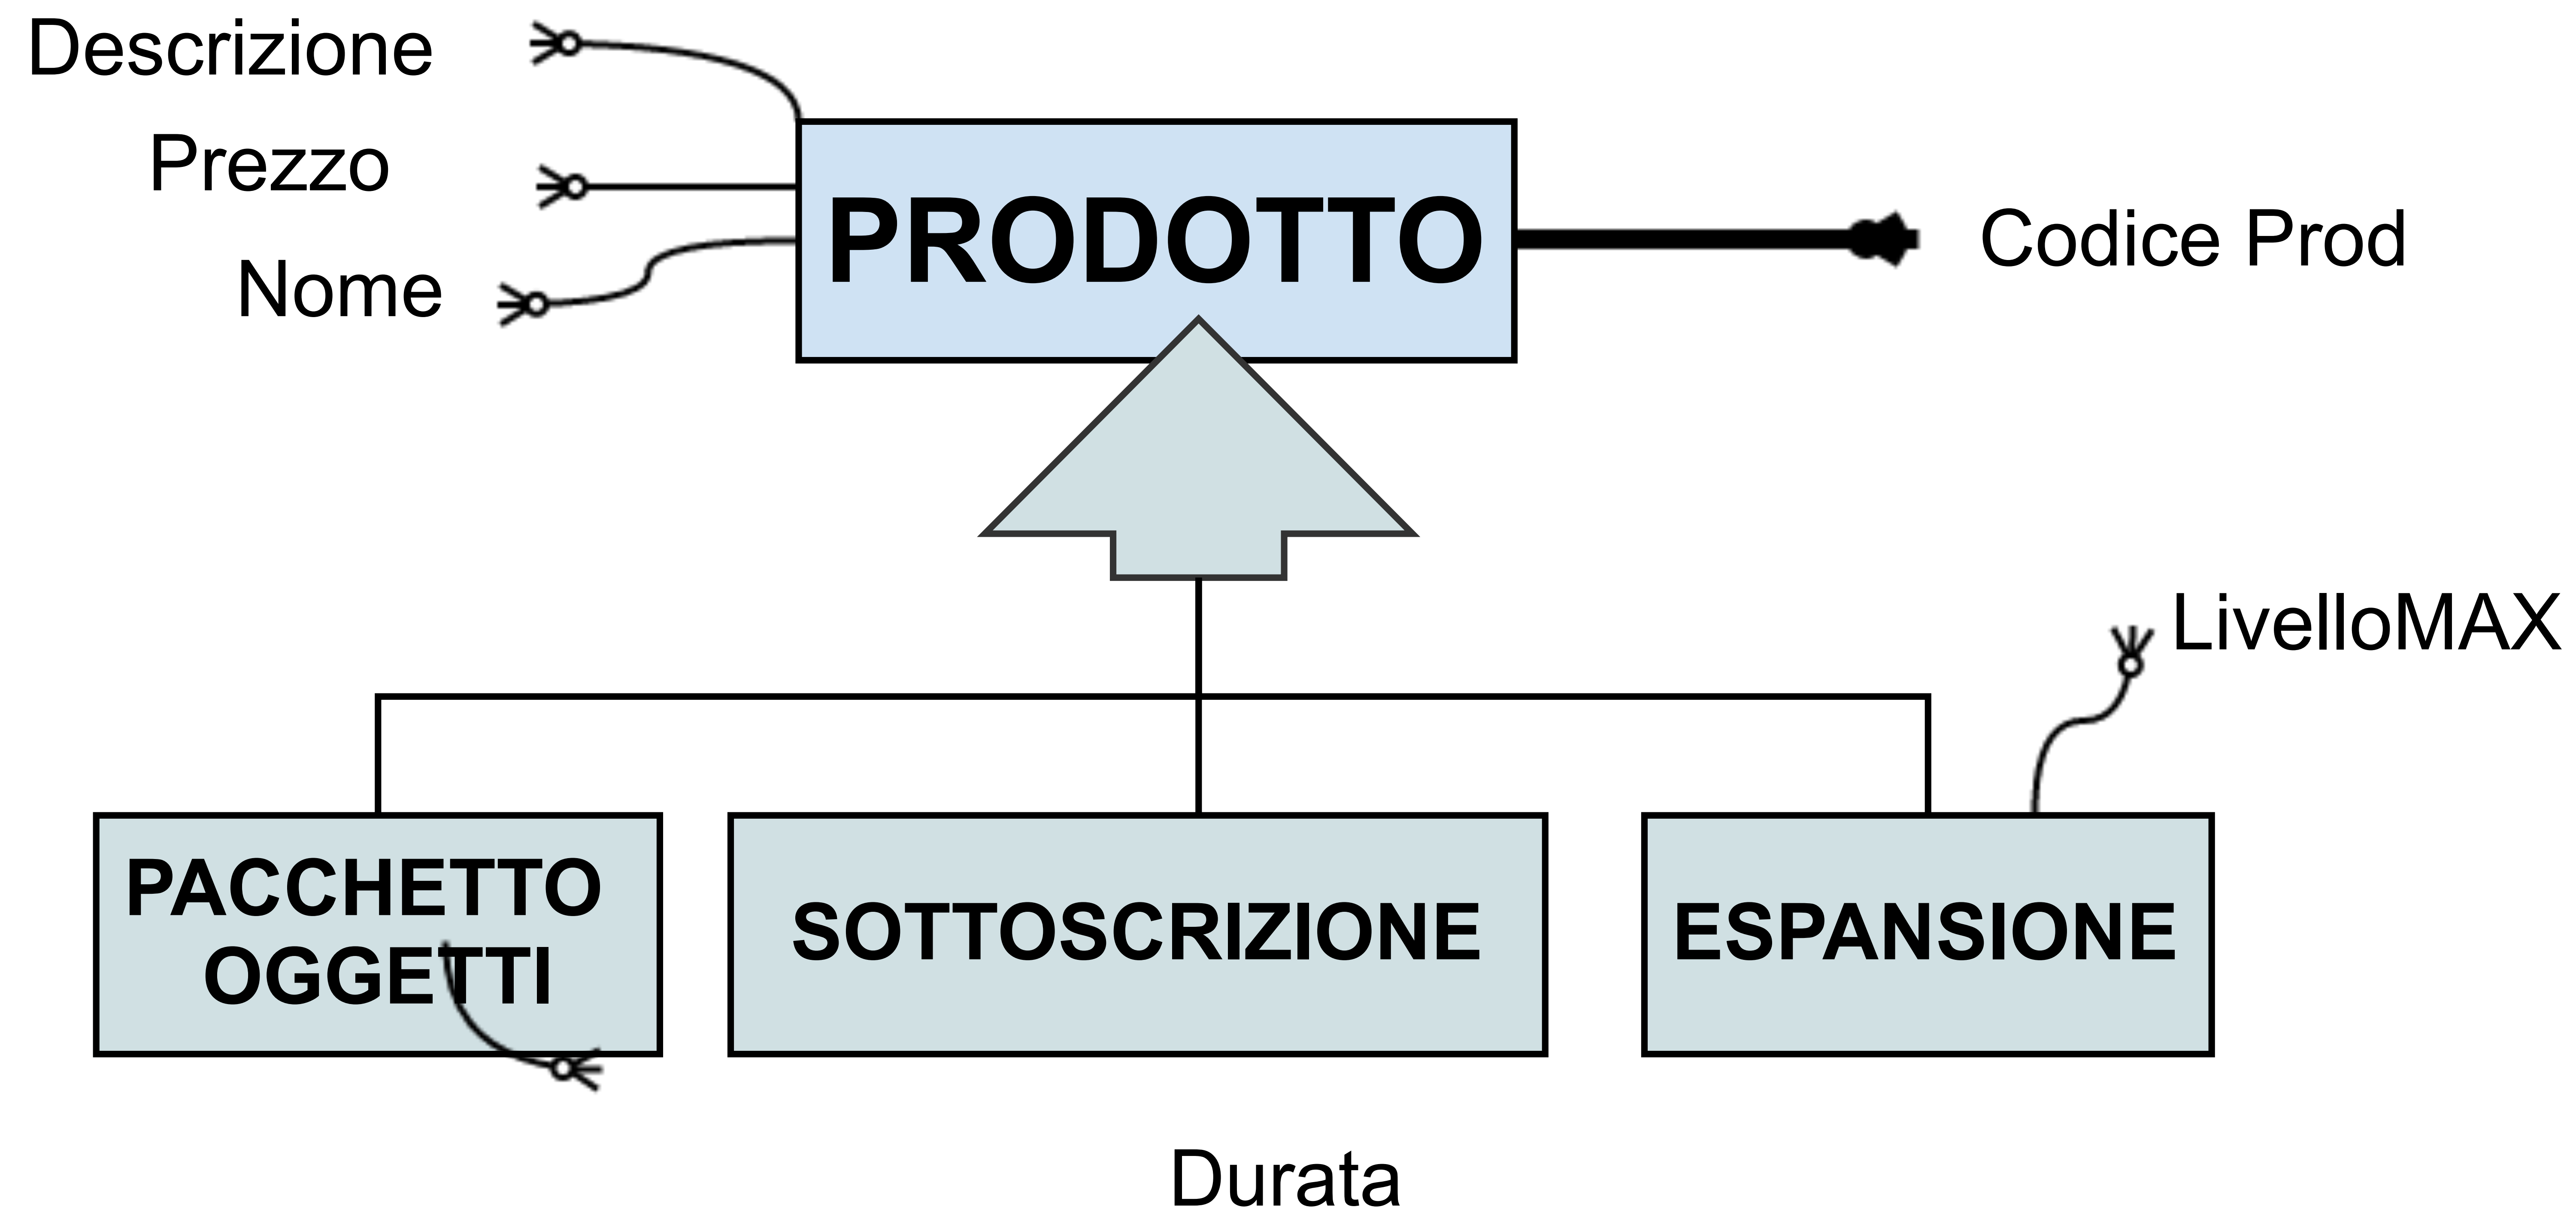 Descrizione
Prezzo
Nome
PRODOTTO
Codice Prod
LivelloMAX
PACCHETTO
OGGETTI
SOTTOSCRIZIONE
ESPANSIONE
Durata